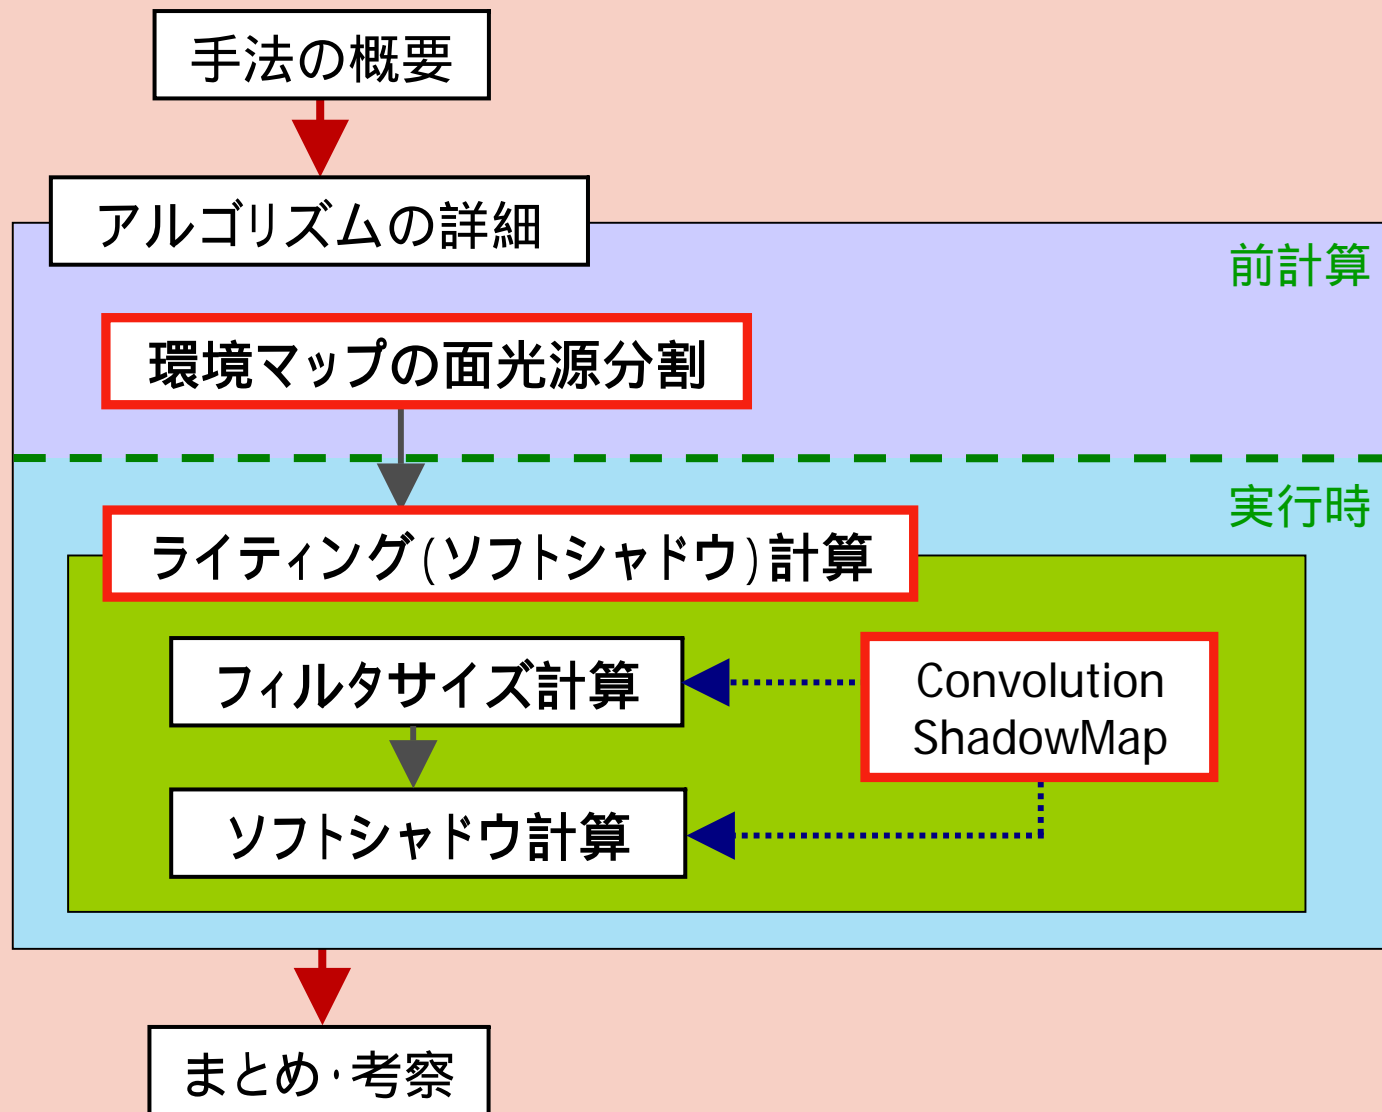 手法の概要
アルゴリズムの詳細
前計算
環境マップの面光源分割
実行時
ライティング(ソフトシャドウ)計算
フィルタサイズ計算
Convolution
ShadowMap
ソフトシャドウ計算
まとめ・考察